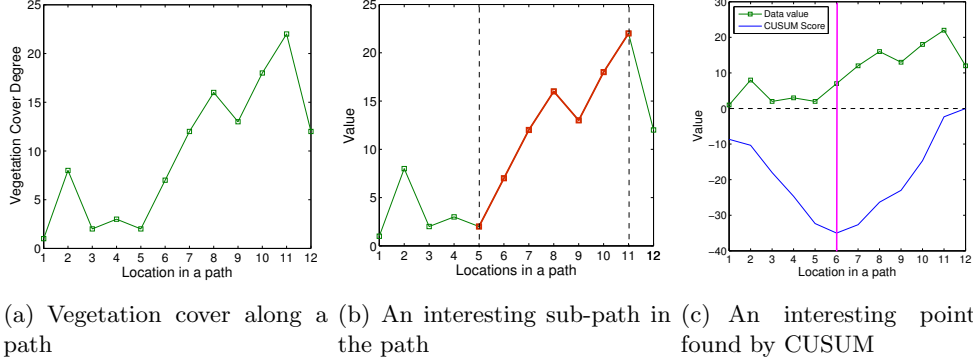 25
20
15
10
5
0
Vegetation Cover Degree
1 2 3 4 5 6 7 8 9 10 11 12
Location in a path
25
20
15
10
5
0
Value
1 2 3 4 5 6 7 8 9 10 11 12
Locations in a path
30
20
10
0
−10
−20
−30
−40
Value
Data value
CUSUM Score
1 2 3 4 5 6 7 8 9 10 11 12
Location in a path
(a) Vegetation cover along a
path
(b) An interesting sub-path in
the path
(c) An interesting point
found by CUSUM